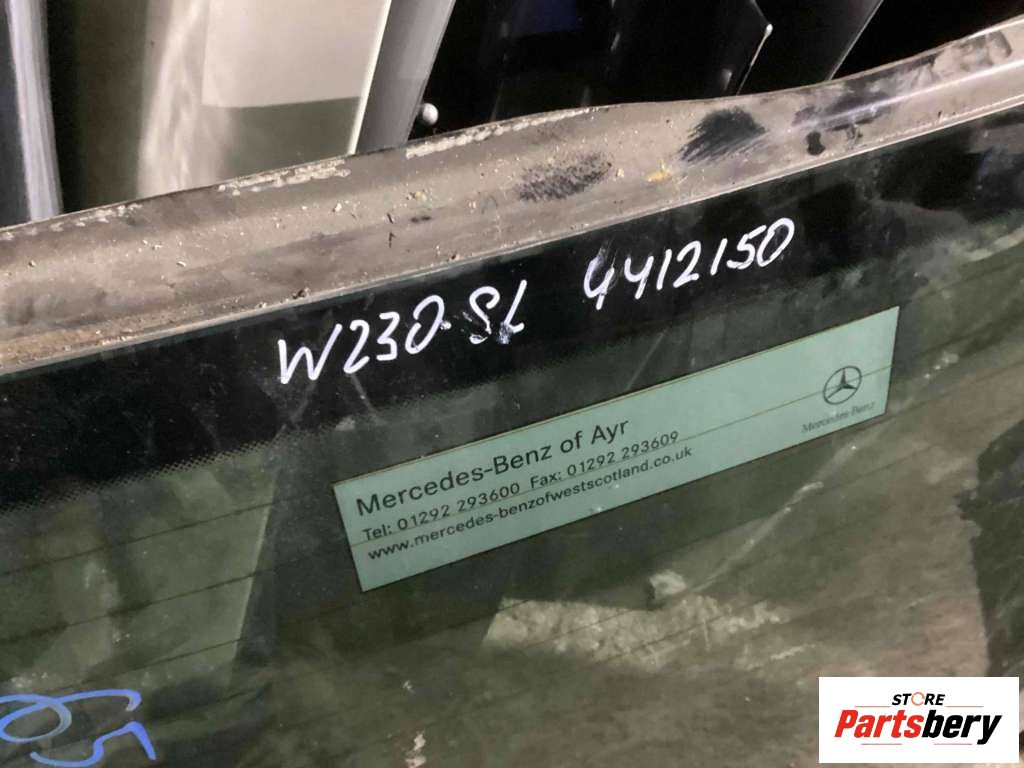 W230 SL 4412150
Mercedes-Benz of Ayr
Tel: 01292 293600 Fax: 01292 293609
www.mercedes-benzofwestscotland.co.uk
Mercedes-Benz
STORE
Partsbery